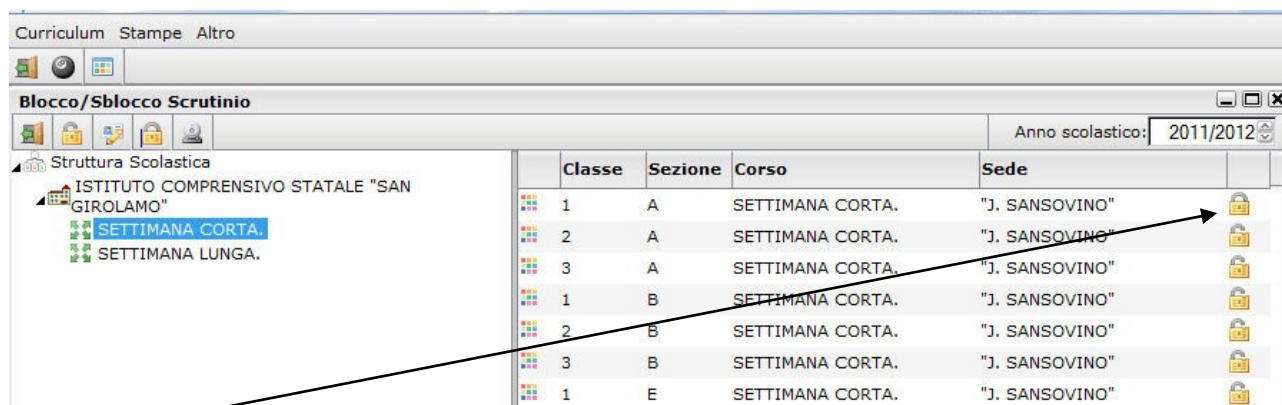 Curriculum Stampe Altro
Blocco/Sblocco Scrutinio
Anno scolastico: 2011/2012
Struttura Scolastica
ISTITUTO COMPRENSIVO STATALE "SAN
GIROLAMO"
SETTIMANA CORTA.
SETTIMANA LUNGA.
Classe Sezione Corso Sede
1 A SETTIMANA CORTA. "J. SANSOVINO"
2 A SETTIMANA CORTA. "J. SANSOVINO"
3 A SETTIMANA CORTA. "J. SANSOVINO"
1 B SETTIMANA CORTA. "J. SANSOVINO"
2 B SETTIMANA CORTA. "J. SANSOVINO"
3 B SETTIMANA CORTA. "J. SANSOVINO"
1 E SETTIMANA CORTA. "J. SANSOVINO"